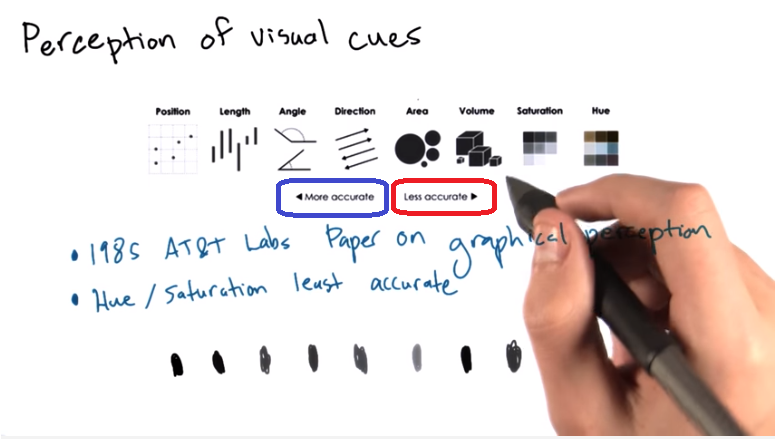 Perception of visual cues
Position Length Angle Direction Area Volume Saturation Hue
◀ More accurate Less accurate ▶
• 1985 AT&T Labs Paper on graphical perception
• Hue / Saturation least accurate